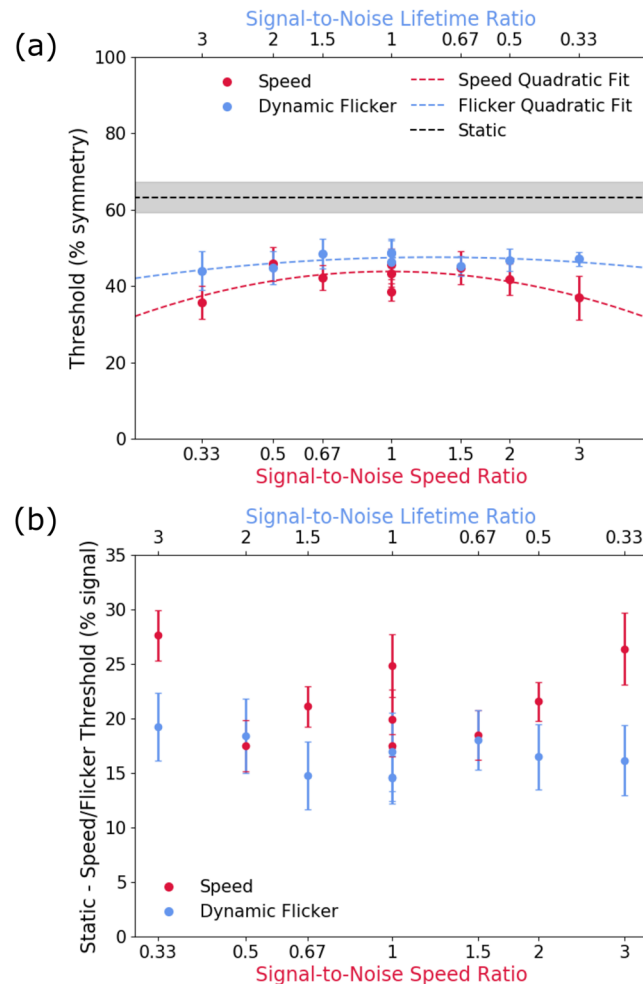 Signal-to-Noise Lifetime Ratio
(a)
3 2 1.5 1 0.67 0.5 0.33
100
80
60
40
20
0
Threshold (% symmetry)
Speed
Dynamic Flicker
Speed Quadratic Fit
Flicker Quadratic Fit
Static
0.33 0.5 0.67 1 1.5 2 3
Signal-to-Noise Speed Ratio
(b)
Signal-to-Noise Lifetime Ratio
3 2 1.5 1 0.67 0.5 0.33
35
30
25
20
15
10
5
0
Static - Speed/Flicker Threshold (% signal)
Speed
Dynamic Flicker
0.33 0.5 0.67 1 1.5 2 3
Signal-to-Noise Speed Ratio